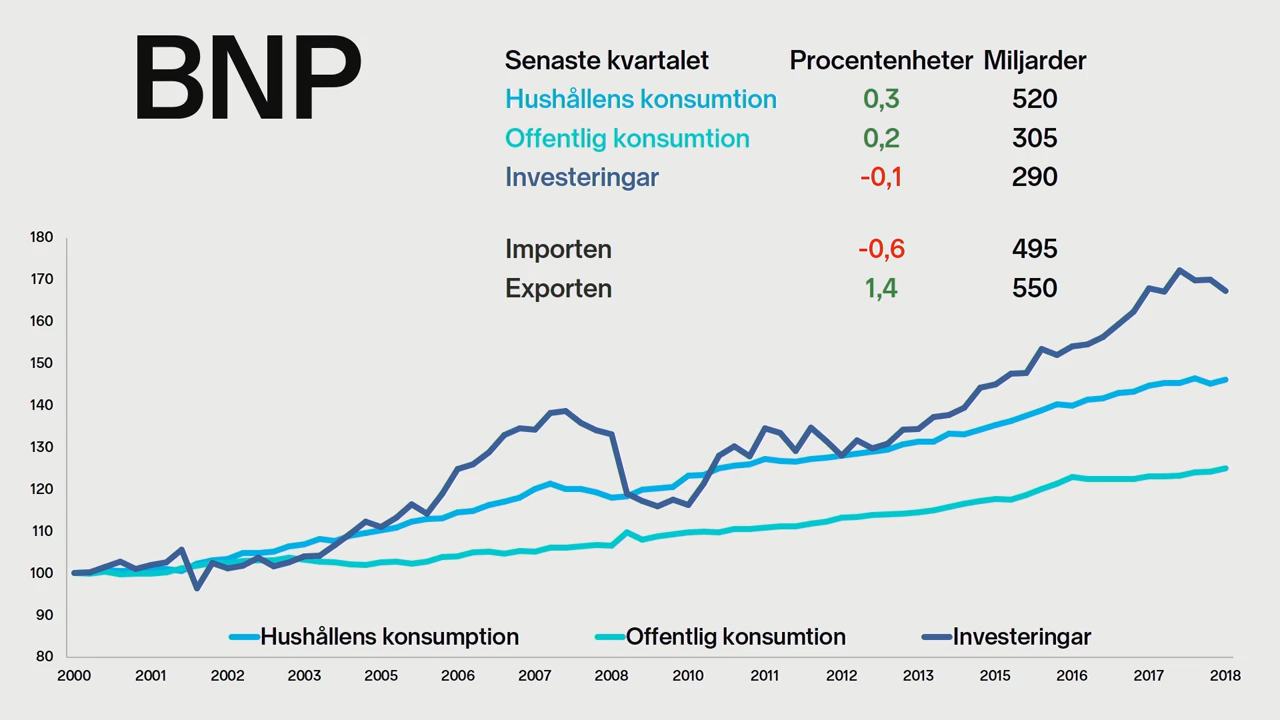 BNP
Senaste kvartalet Procentenheter Miljarder
Hushållens konsumtion 0,3 520
Offentlig konsumtion 0,2 305
Investeringar -0,1 290
Importen -0,6 495
Exporten 1,4 550
180
170
160
150
140
130
120
110
100
90
80
Hushållens konsumption Offentlig konsumtion Investeringar
2000 2001 2002 2003 2005 2006 2007 2008 2010 2011 2012 2013 2015 2016 2017 2018